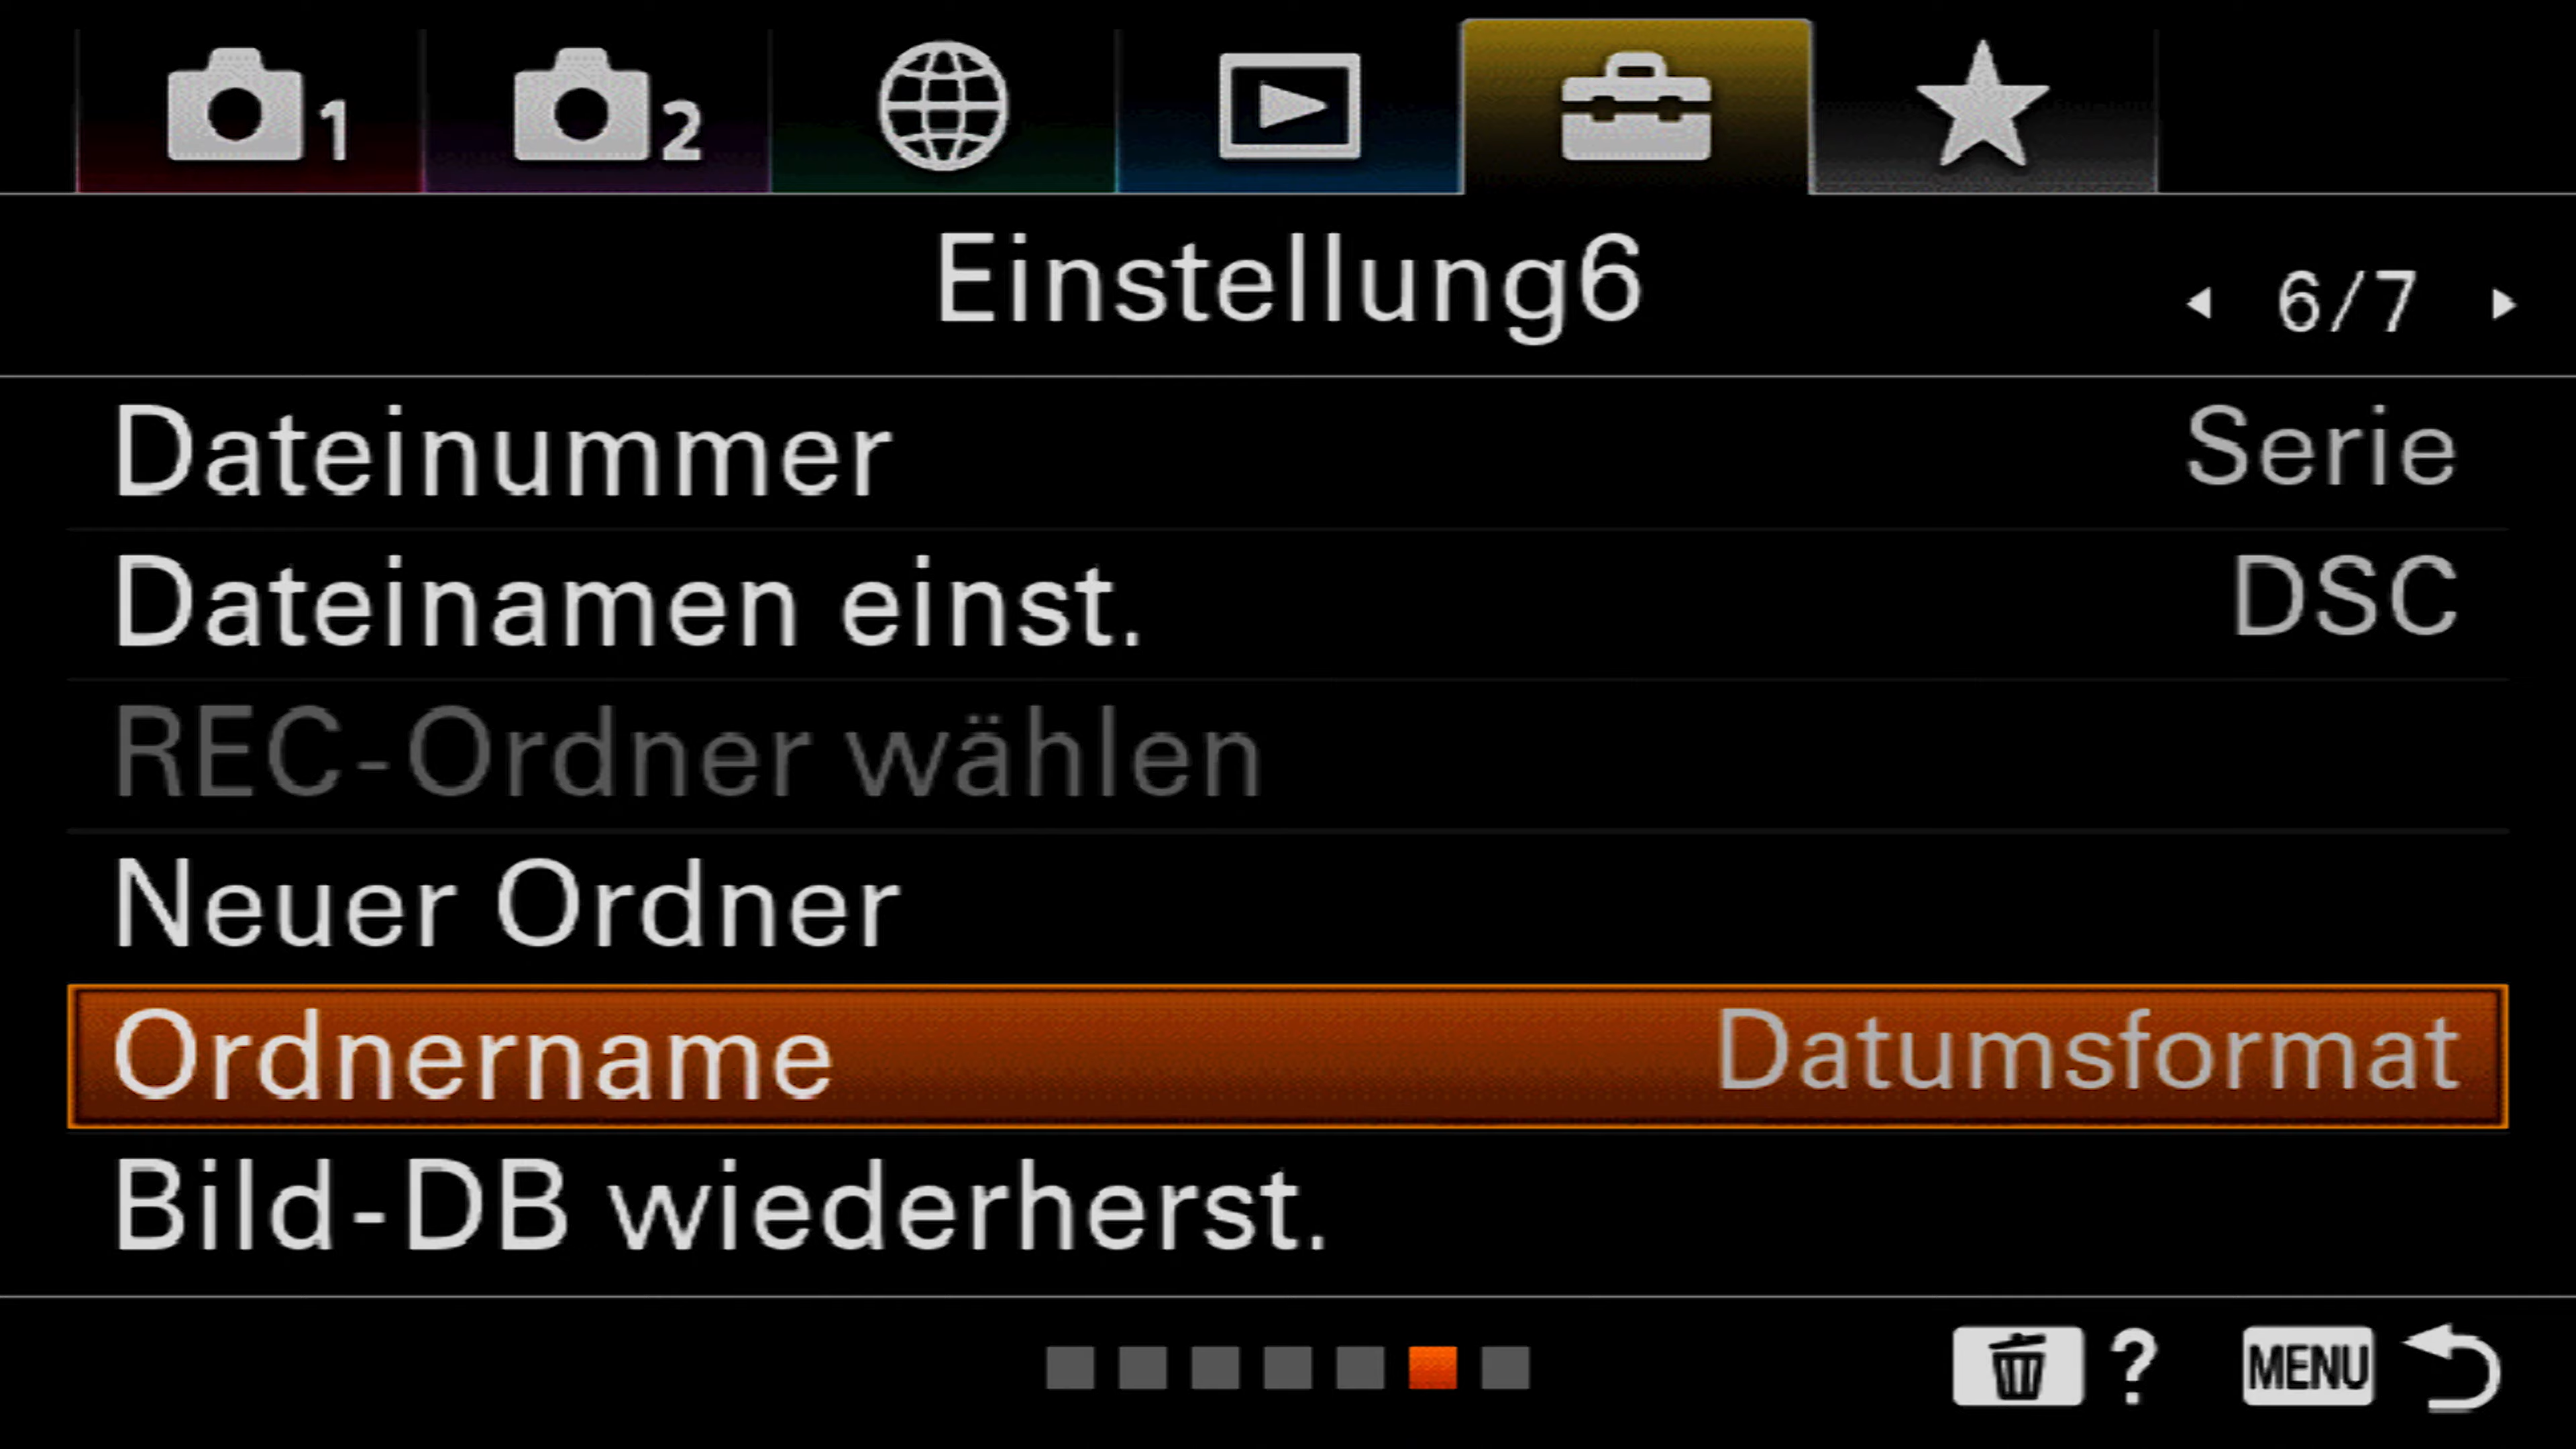 1
2
Einstellung6
6/7
Dateinummer Serie
Dateinamen einst. DSC
REC-Ordner wählen
Neuer Ordner
Ordnername Datumsformat
Bild-DB wiederherst.
? MENU